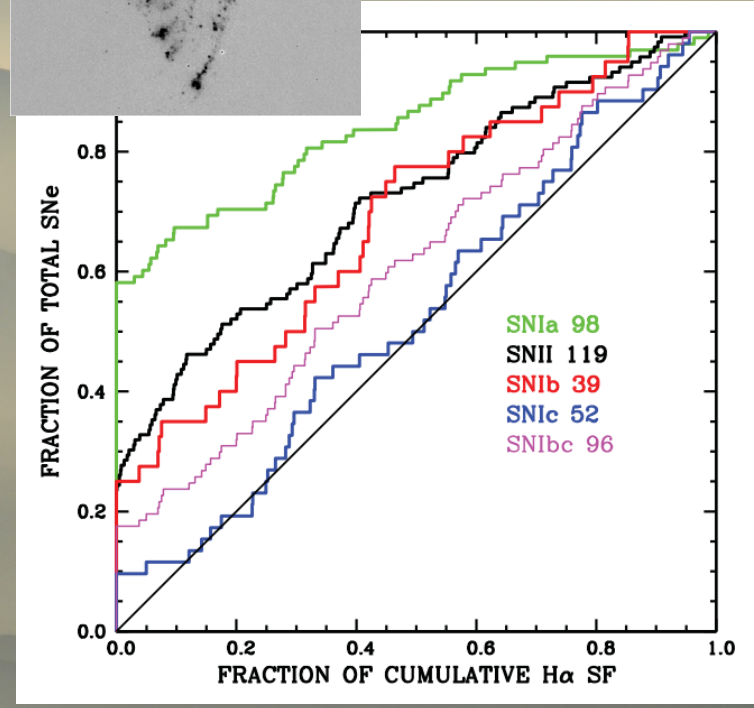 0.8
0.6
0.4
0.2
0.0
FRACTION OF TOTAL SNe
SNIa 98
SNII 119
SNIb 39
SNIc 52
SNIbc 96
0.0 0.2 0.4 0.6 0.8 1.0
FRACTION OF CUMULATIVE Hα SF